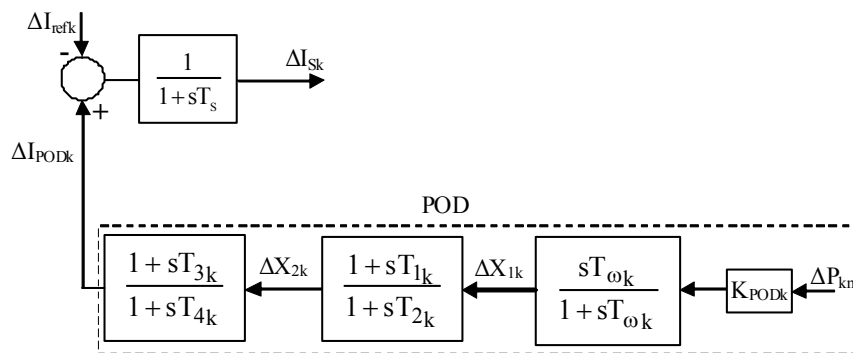 ΔI_refk
-
1
1+sT_s
ΔI_Sk
+
ΔI_PODk
POD
1+sT_3k
1+sT_4k
ΔX_2k
1+sT_1k
1+sT_2k
ΔX_1k
sT_ωk
1+sT_ωk
K_PODk
ΔP_km